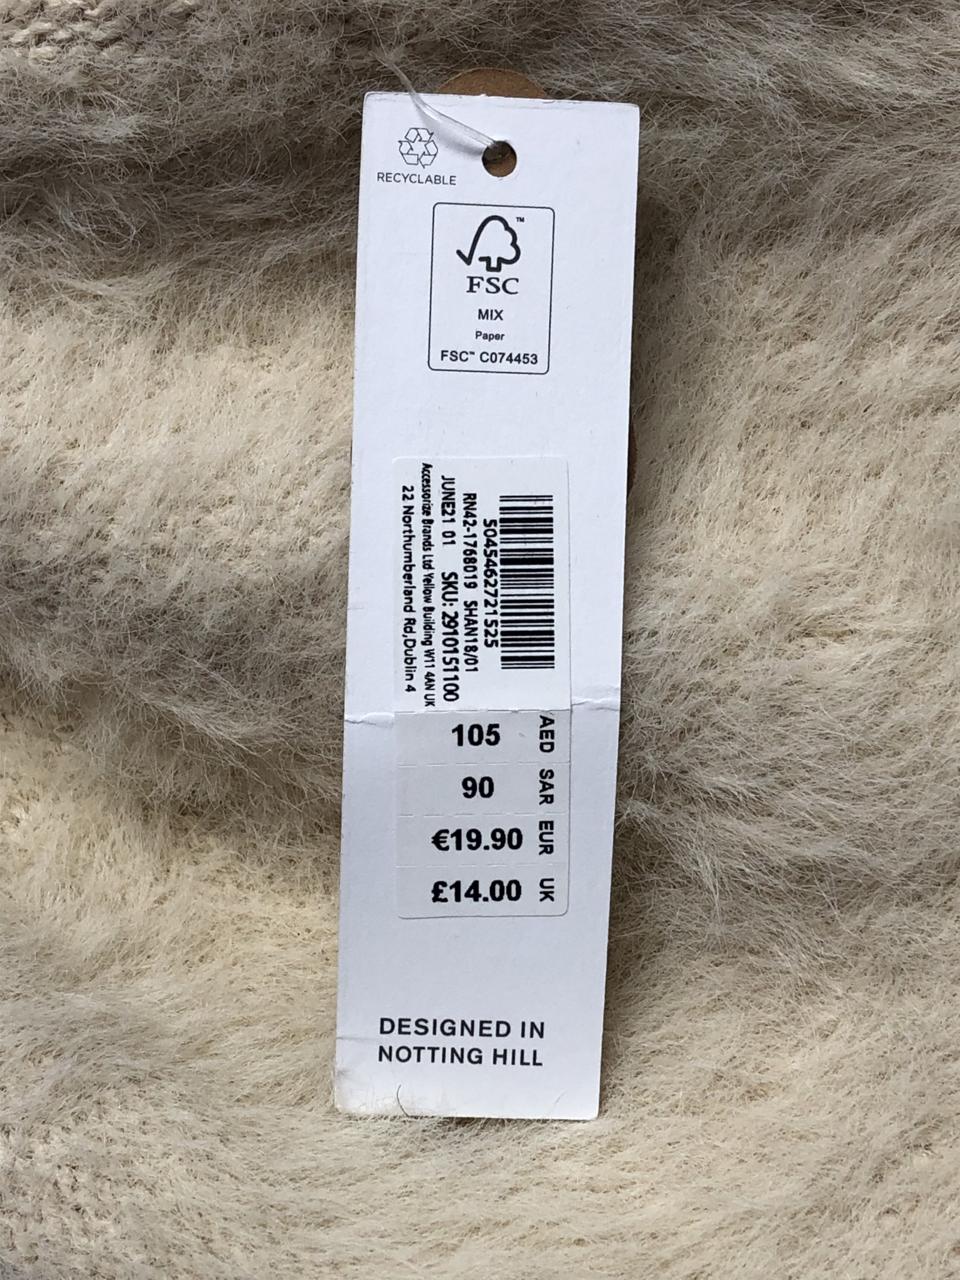 RECYCLABLE
™
FSC
MIX
Paper
FSC™ C074453
5045462721525
RN42-1768019 SHAN18/01
JUNE21 01 SKU: 2910151100
Accessorize Brands Ltd Yellow Building W11 4AN UK
22 Northumberland Rd,Dublin 4
105 AED
90 SAR
€19.90 EUR
£14.00 UK
DESIGNED IN
NOTTING HILL